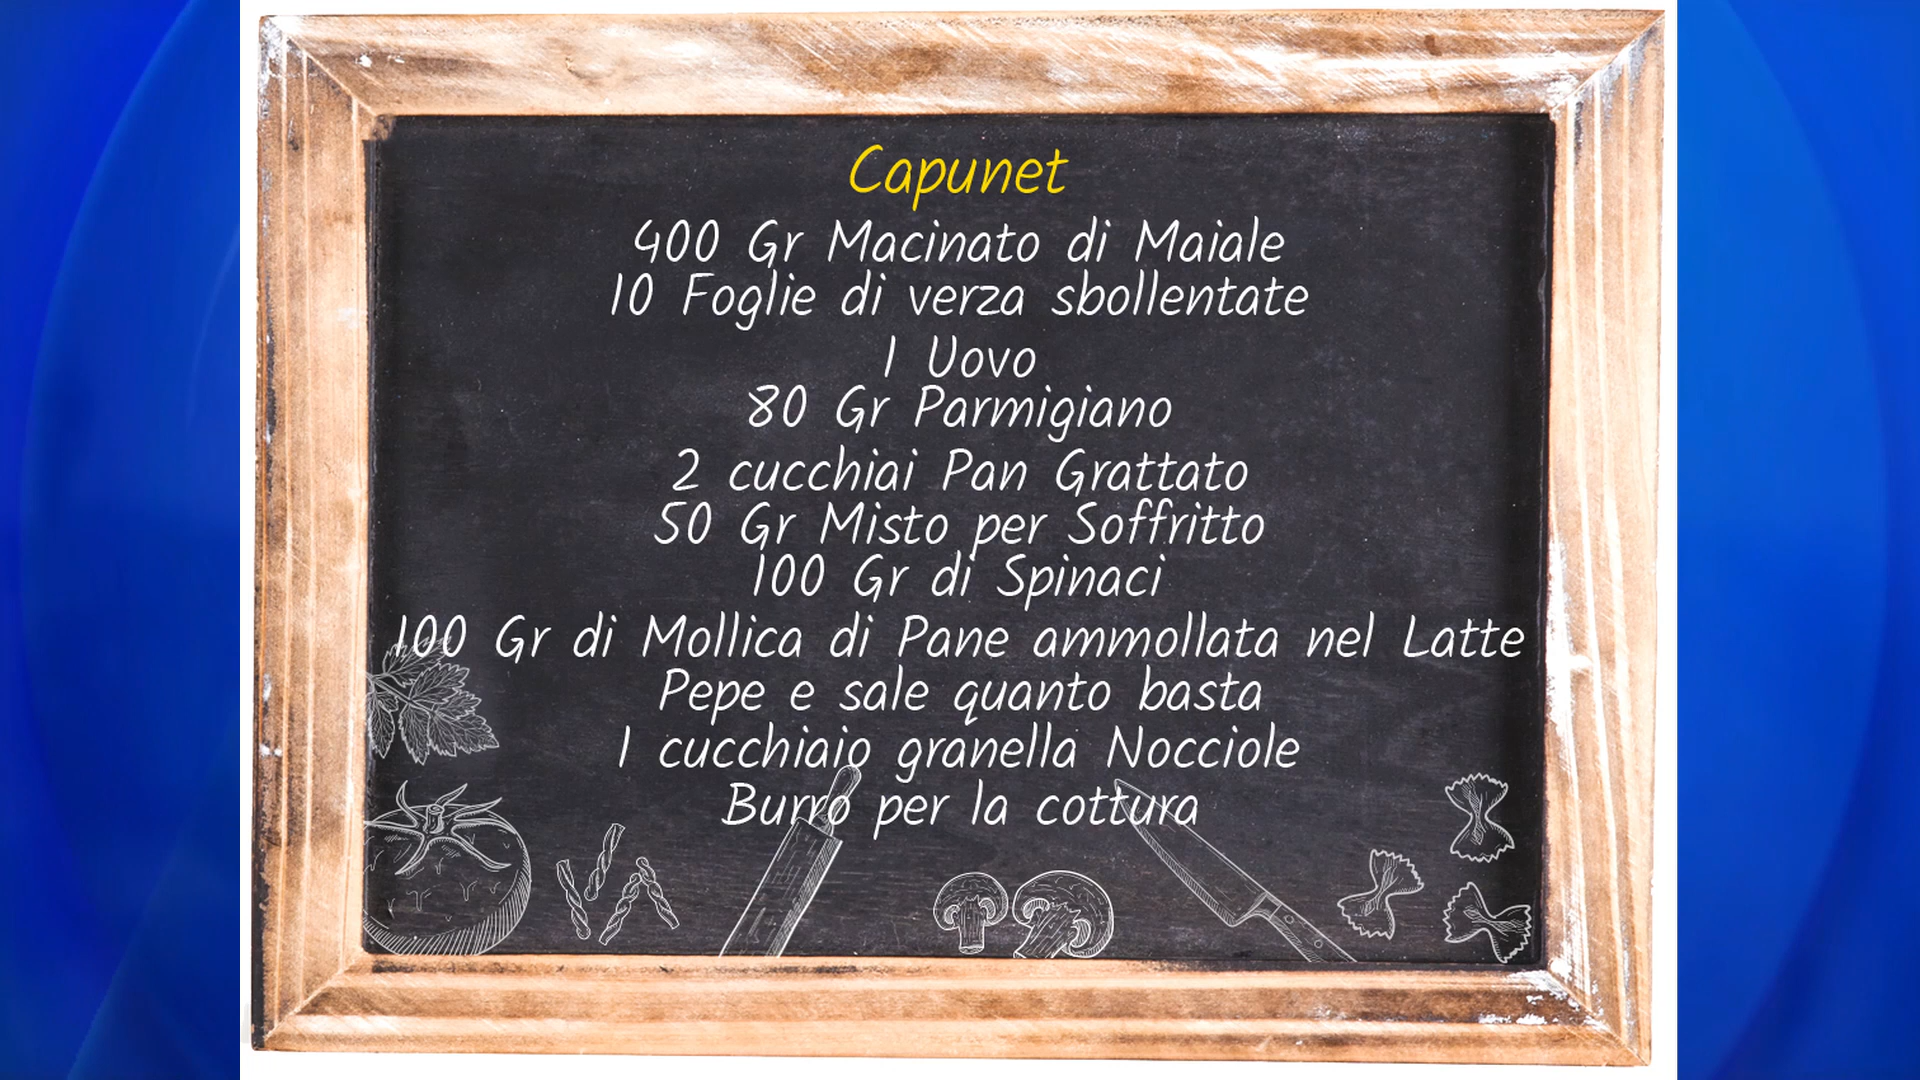 Capunet
400 Gr Macinato di Maiale
10 Foglie di verza sbollentate
1 Uovo
80 Gr Parmigiano
2 cucchiai Pan Grattato
50 Gr Misto per Soffritto
100 Gr di Spinaci
100 Gr di Mollica di Pane ammollata nel Latte
Pepe e sale quanto basta
1 cucchiaio granella Nocciole
Burro per la cottura